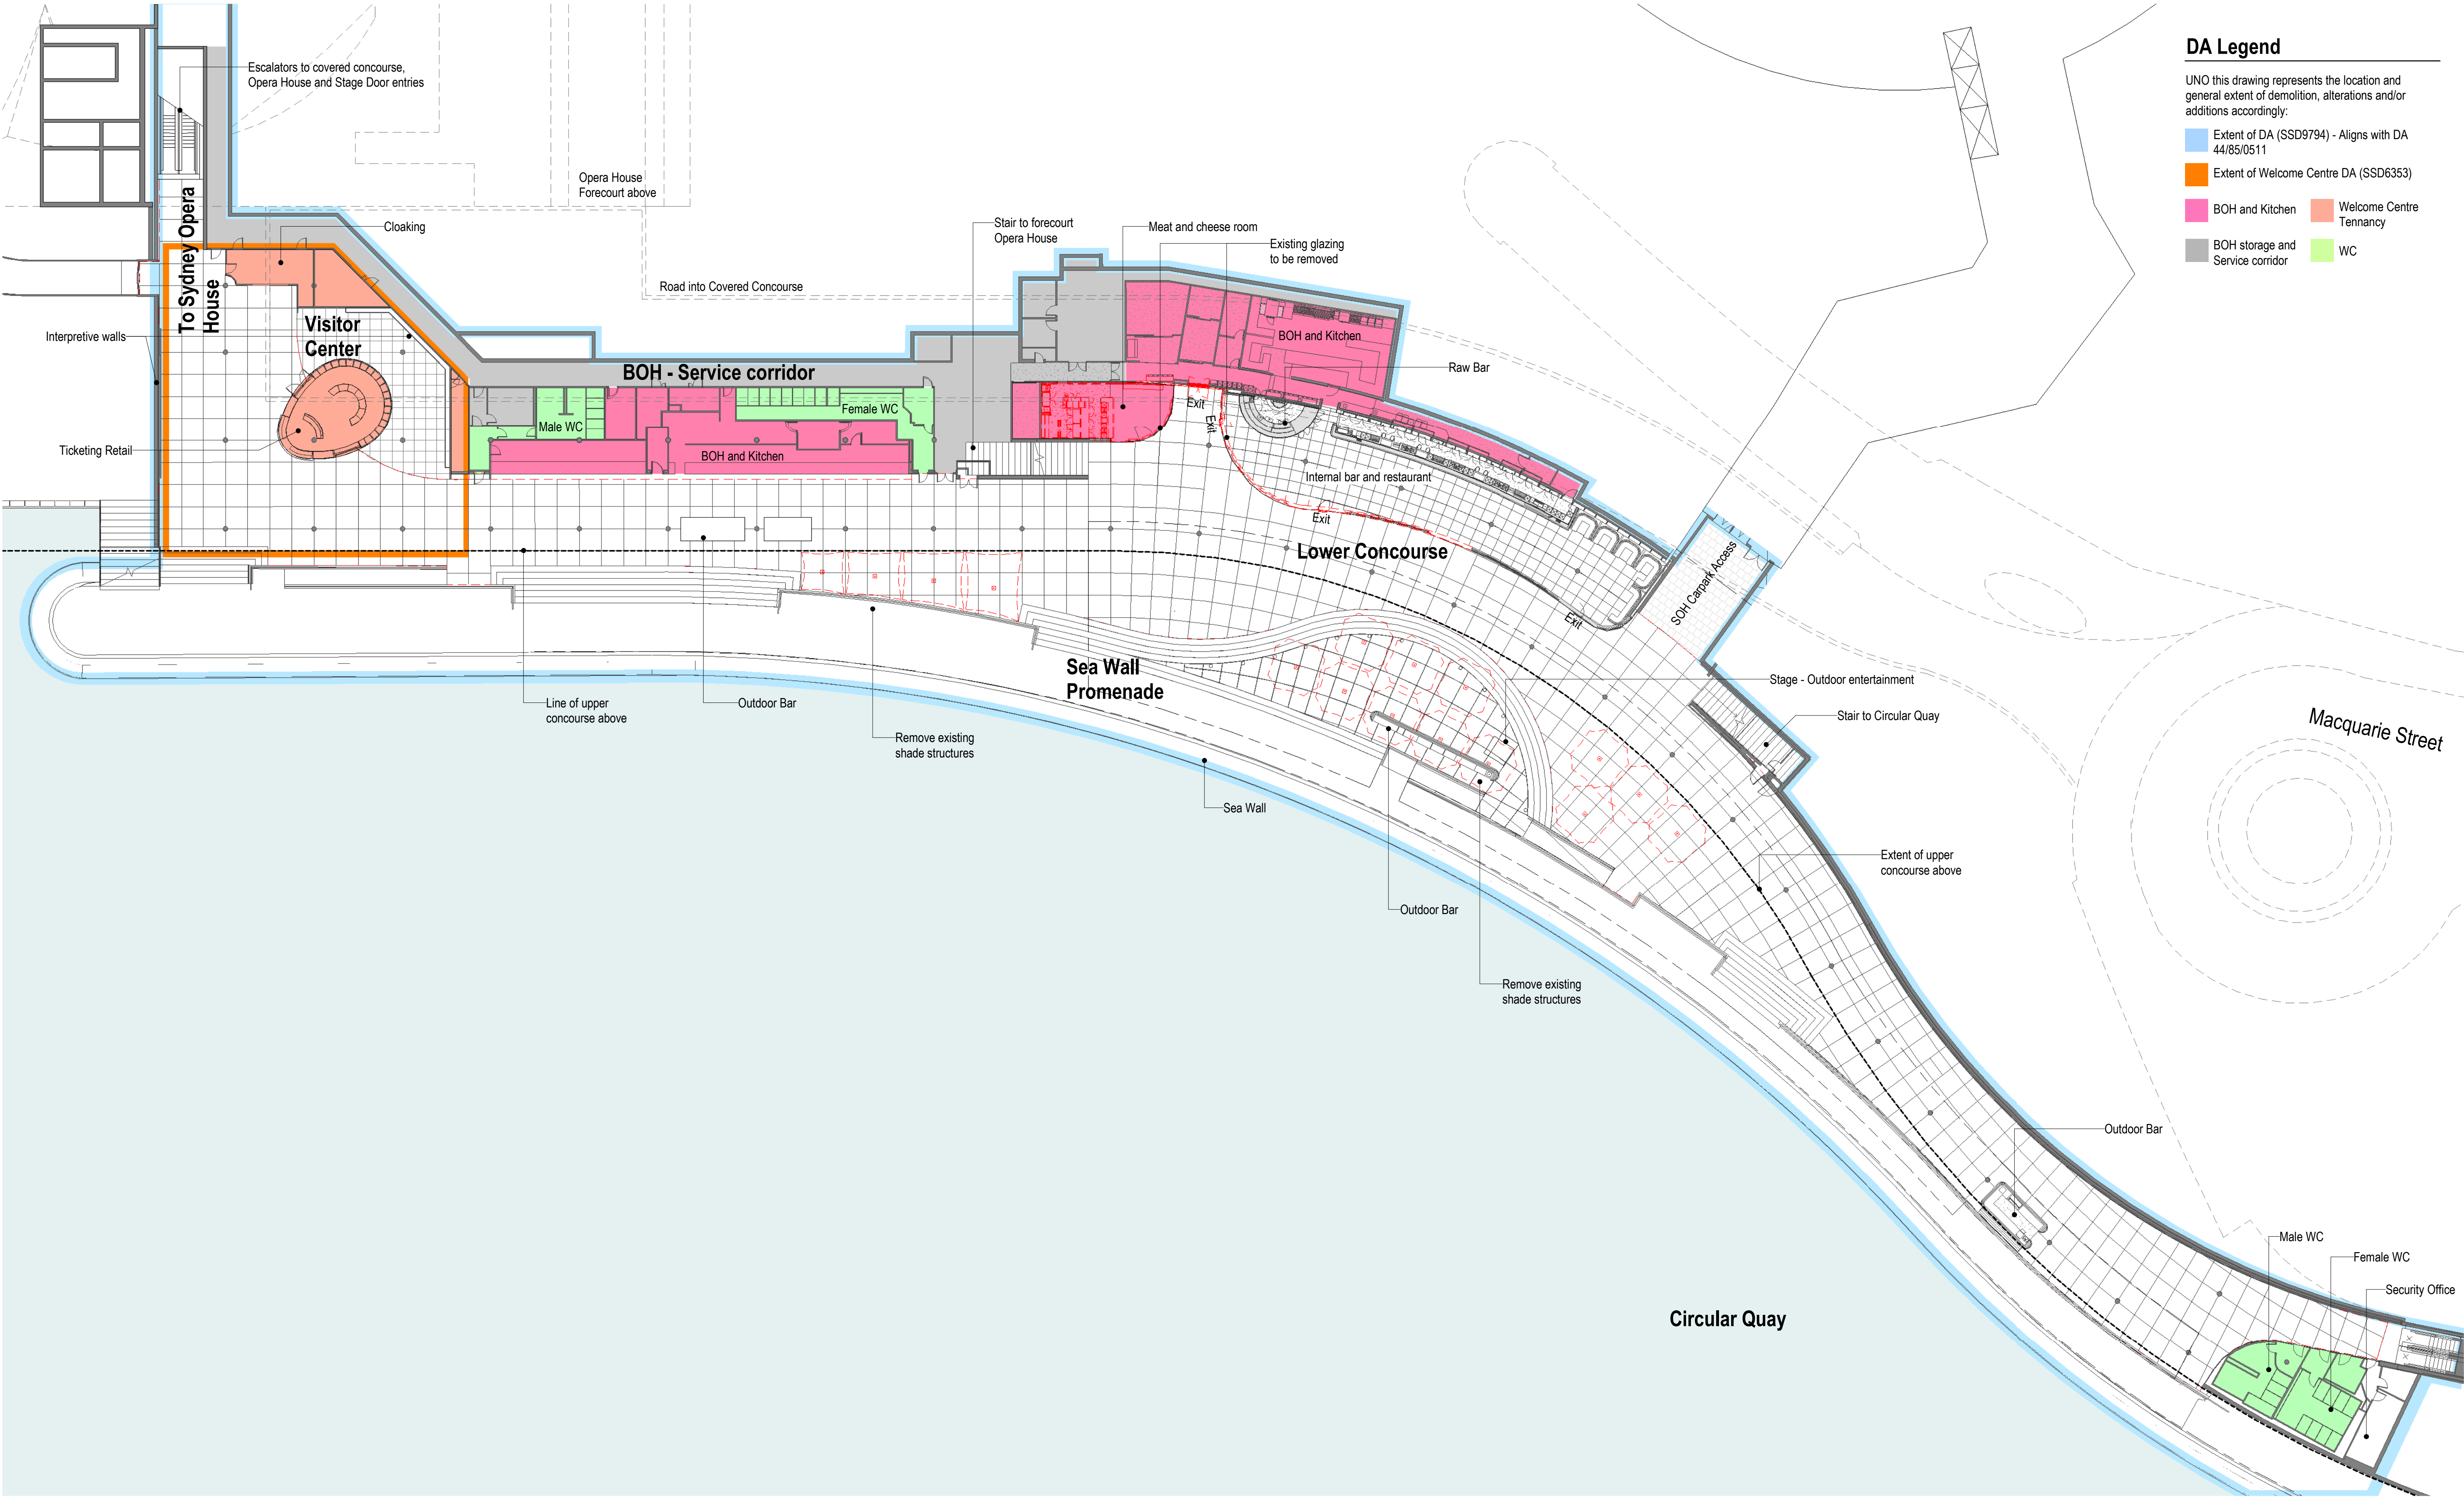 DA Legend
UNO this drawing represents the location and
general extent of demolition, alterations and/or
additions accordingly:
Extent of DA (SSD9794) - Aligns with DA
44/85/0511
Extent of Welcome Centre DA (SSD6353)
BOH and Kitchen
Welcome Centre
Tennancy
BOH storage and
Service corridor
WC
Escalators to covered concourse,
Opera House and Stage Door entries
To Sydney Opera
House
Opera House
Forecourt above
Cloaking
Stair to forecourt
Opera House
Meat and cheese room
Existing glazing
to be removed
Road into Covered Concourse
Interpretive walls
Visitor
Center
BOH and Kitchen
Raw Bar
BOH - Service corridor
Exit
Exit
Female WC
Male WC
Ticketing Retail
BOH and Kitchen
Internal bar and restaurant
Exit
Lower Concourse
SOH Carpark Access
Exit
Sea Wall
Promenade
Stage - Outdoor entertainment
Line of upper
concourse above
Outdoor Bar
Stair to Circular Quay
Macquarie Street
Remove existing
shade structures
Sea Wall
Extent of upper
concourse above
Outdoor Bar
Remove existing
shade structures
Outdoor Bar
Male WC
Female WC
Security Office
Circular Quay